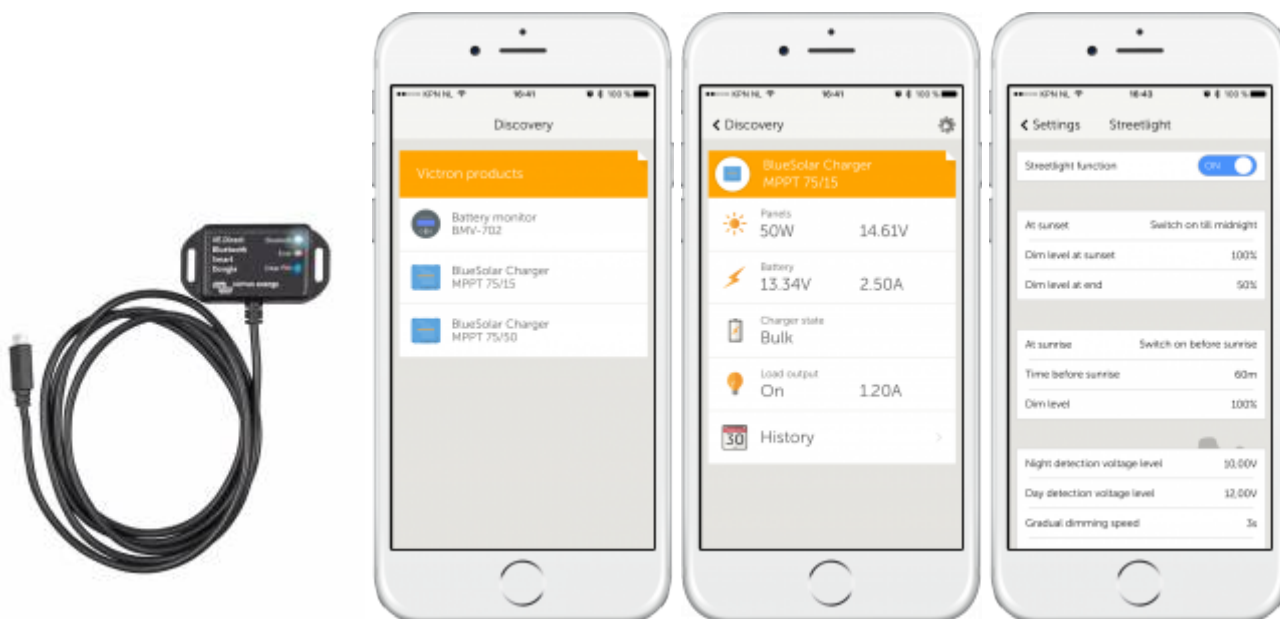 VE.Direct
Bluetooth
Smart
Dongle
victron energy
KPN NL 16:41 100 %
Discovery
Victron products
Battery monitor
BMV-702
BlueSolar Charger
MPPT 75/15
BlueSolar Charger
MPPT 75/50
KPN NL 16:41 100 %
Discovery
BlueSolar Charger
MPPT 75/15
Panels
50W 14.61V
Battery
13.34V 2.50A
Charger state
Bulk
Load output
On 1.20A
30 History
KPN NL 16:43 100 %
Settings Streetlight
Streetlight function ON
At sunset Switch on till midnight
Dim level at sunset 100%
Dim level at end 50%
At sunrise Switch on before sunrise
Time before sunrise 60m
Dim level 100%
Night detection voltage level 10,00V
Day detection voltage level 12,00V
Gradual dimming speed 3s